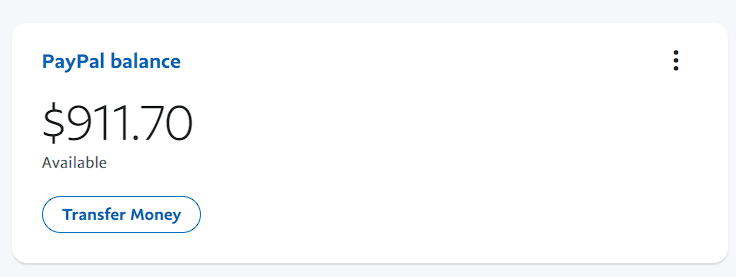 PayPal balance
$911.70
Available
Transfer Money